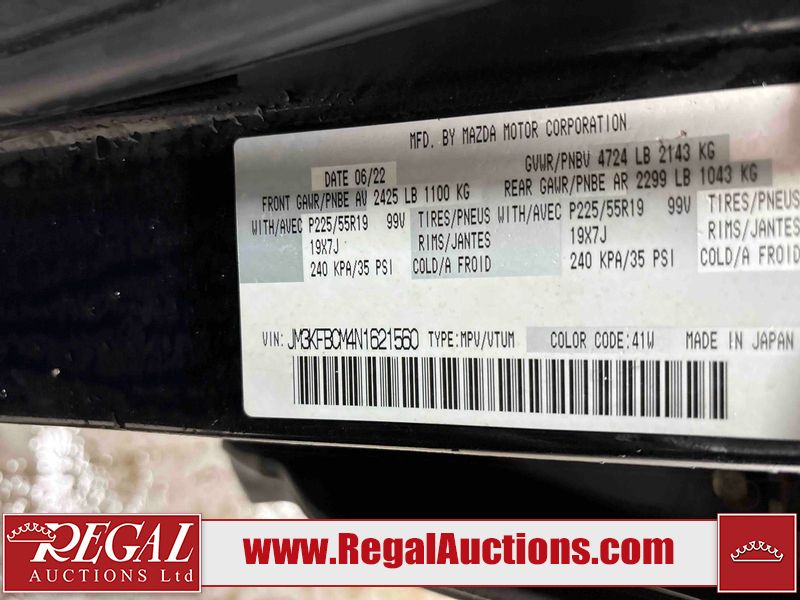 MFD. BY MAZDA MOTOR CORPORATION
DATE 06/22 GVWR/PNBV 4724 LB 2143 KG
FRONT GAWR/PNBE AV 2425 LB 1100 KG REAR GAWR/PNBE AR 2299 LB 1043 KG
WITH/AVEC P225/55R19 99V TIRES/PNEUS WITH/AVEC P225/55R19 99V TIRES/PNEUS
19X7J RIMS/JANTES 19X7J RIMS/JANTES
240 KPA/35 PSI COLD/A FROID 240 KPA/35 PSI COLD/A FROID
VIN: JM3KFBCM4N1621560 TYPE:MPV/VTUM COLOR CODE:41W MADE IN JAPAN
REGAL
AUCTIONS Ltd
www.RegalAuctions.com